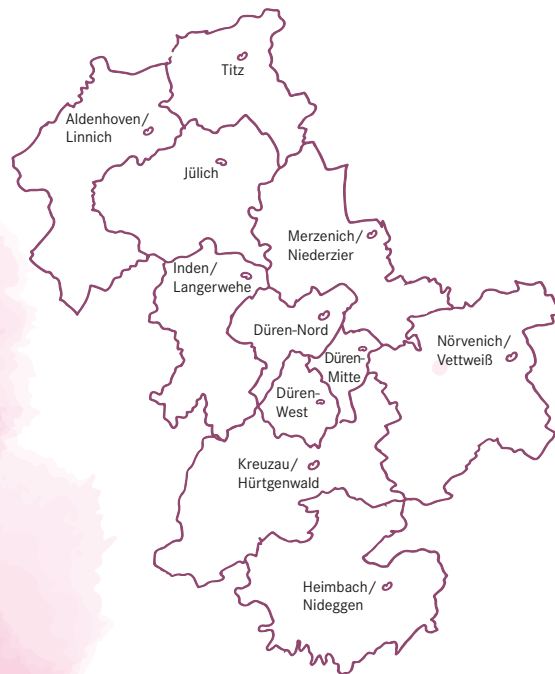 Titz
Aldenhoven/
Linnich
Jülich
Merzenich/
Niederzier
Inden/
Langerwehe
Düren-Nord
Düren-
Mitte
Nörvenich/
Vettweiß
Düren-
West
Kreuzau/
Hürtgenwald
Heimbach/
Nideggen